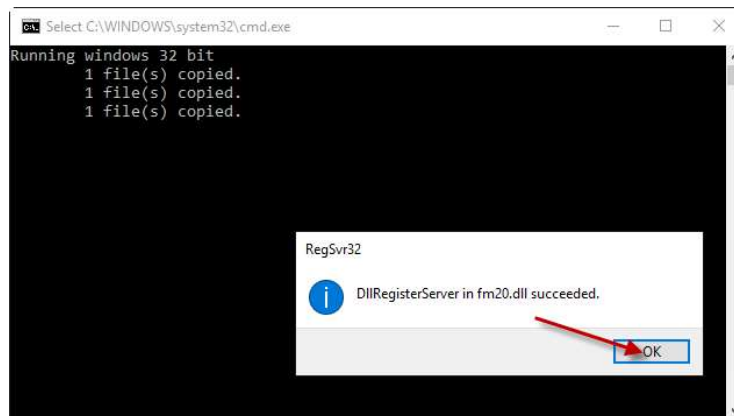 Select C:\WINDOWS\system32\cmd.exe
Running windows 32 bit
1 file(s) copied.
1 file(s) copied.
1 file(s) copied.
RegSvr32
DllRegisterServer in fm20.dll succeeded.
OK